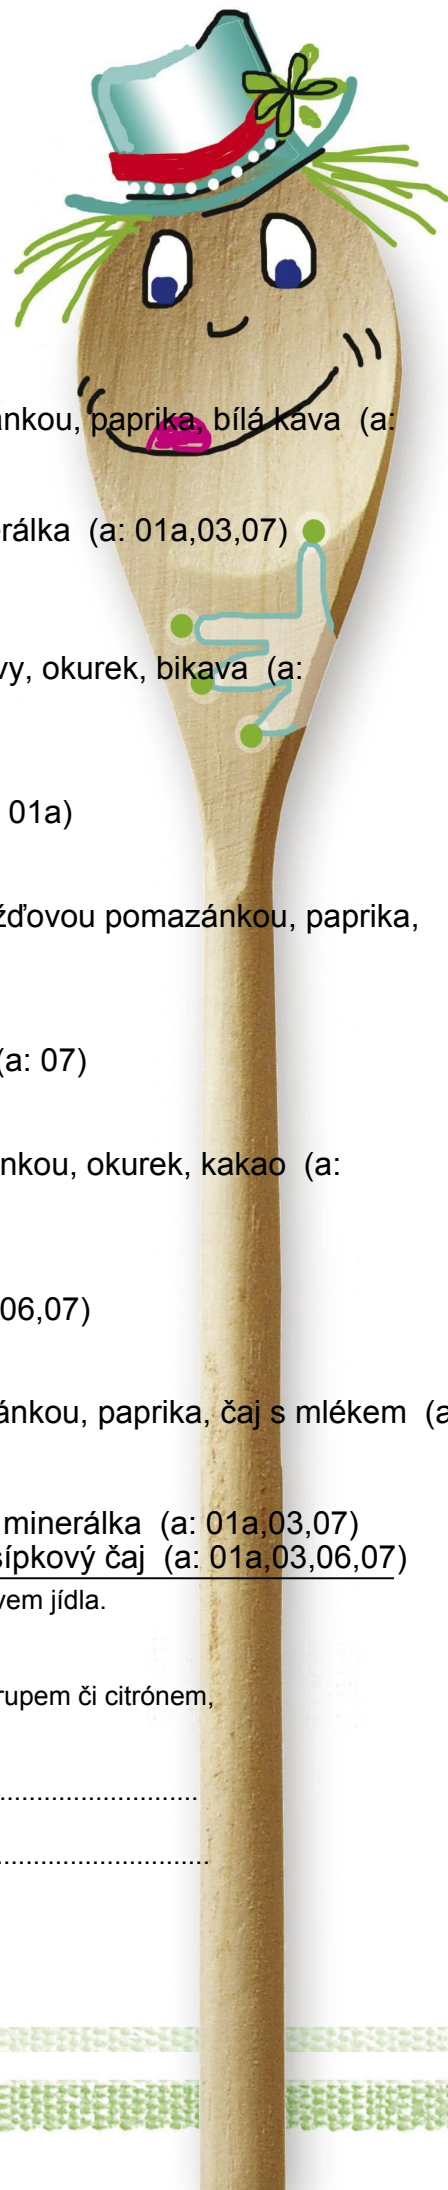 ánkou, paprika, bílá káva (a:
erálka (a: 01a,03,07)
vy, okurek, bikava (a:
01a)
žďovou pomazánkou, paprika,
(a: 07)
nkou, okurek, kakao (a:
06,07)
ánkou, paprika, čaj s mlékem (a
minerálka (a: 01a,03,07)
šípkový čaj (a: 01a,03,06,07)
vem jídla.
rupem či citrónem,